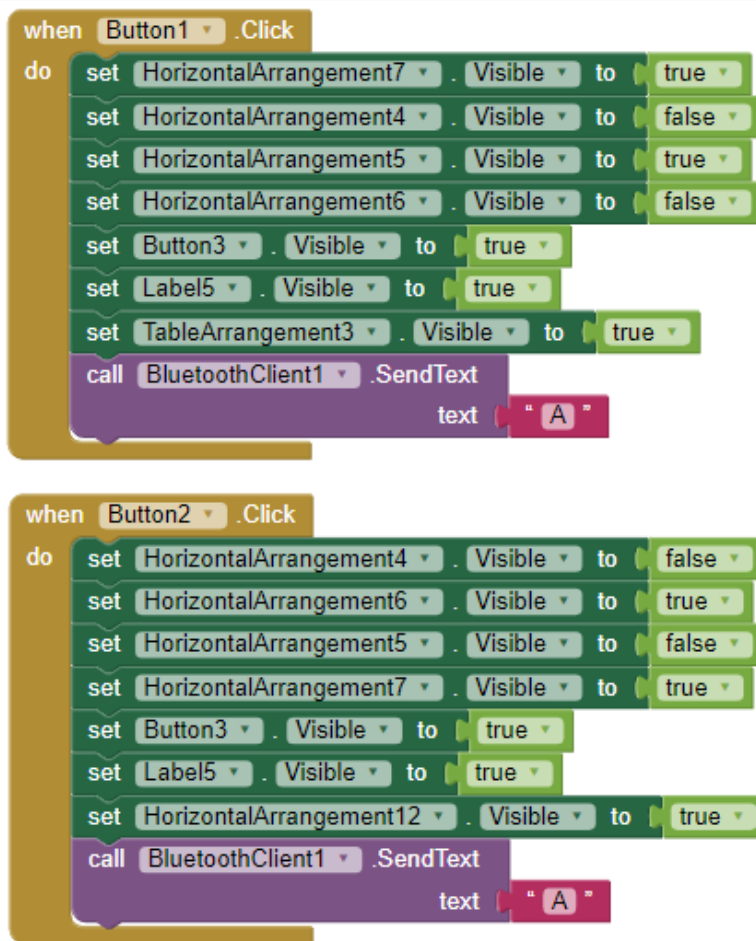 when Button1 .Click
do set HorizontalArrangement7 . Visible to true
set HorizontalArrangement4 . Visible to false
set HorizontalArrangement5 . Visible to true
set HorizontalArrangement6 . Visible to false
set Button3 . Visible to true
set Label5 . Visible to true
set TableArrangement3 . Visible to true
call BluetoothClient1 .SendText
text " A "
when Button2 .Click
do set HorizontalArrangement4 . Visible to false
set HorizontalArrangement6 . Visible to true
set HorizontalArrangement5 . Visible to false
set HorizontalArrangement7 . Visible to true
set Button3 . Visible to true
set Label5 . Visible to true
set HorizontalArrangement12 . Visible to true
call BluetoothClient1 .SendText
text " A "